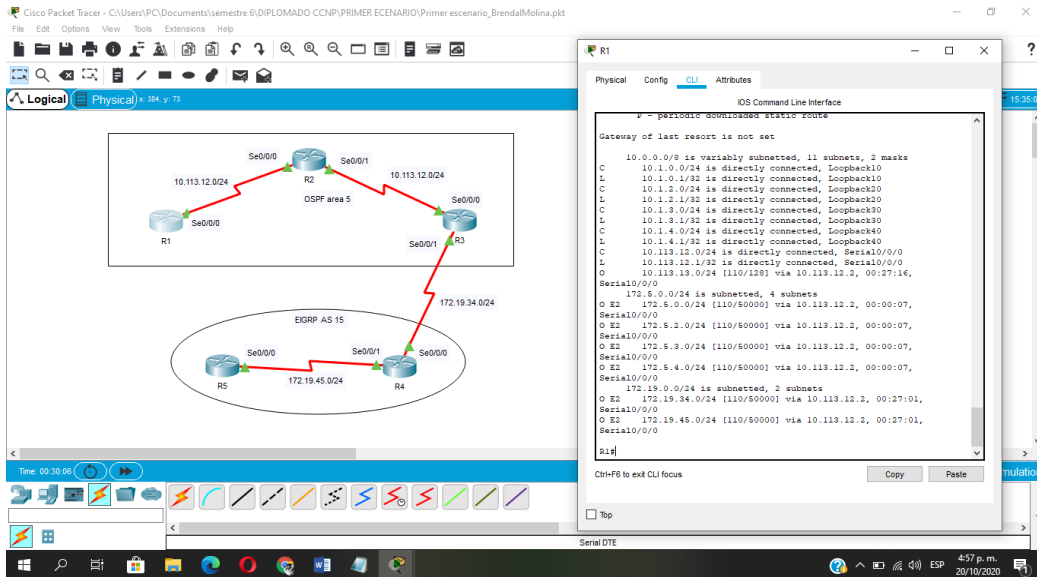 Cisco Packet Tracer - C:\Users\PC\Documents\semestre 6\DIPLOMADO CCNP\PRIMER ECENARIO\Primer escenario_BrendalMolina.pkt
File Edit Options View Tools Extensions Help
Logical
Physical
x: 384, y: 73
15:35:0
Se0/0/0
R2
Se0/0/1
10.113.12.0/24
10.113.12.0/24
OSPF area 5
Se0/0/0
Se0/0/0
R1
Se0/0/1
R3
172.19.34.0/24
EIGRP AS 15
Se0/0/0
Se0/0/1
Se0/0/0
R5
172.19.45.0/24
R4
R1
Physical Config CLI Attributes
IOS Command Line Interface
P - periodic downloaded static route
Gateway of last resort is not set
10.0.0.0/8 is variably subnetted, 11 subnets, 2 masks
C 10.1.0.0/24 is directly connected, Loopback10
L 10.1.0.1/32 is directly connected, Loopback10
C 10.1.2.0/24 is directly connected, Loopback20
L 10.1.2.1/32 is directly connected, Loopback20
C 10.1.3.0/24 is directly connected, Loopback30
L 10.1.3.1/32 is directly connected, Loopback30
C 10.1.4.0/24 is directly connected, Loopback40
L 10.1.4.1/32 is directly connected, Loopback40
C 10.113.12.0/24 is directly connected, Serial0/0/0
L 10.113.12.1/32 is directly connected, Serial0/0/0
O 10.113.13.0/24 [110/128] via 10.113.12.2, 00:27:16,
Serial0/0/0
172.5.0.0/24 is subnetted, 4 subnets
O E2 172.5.0.0/24 [110/50000] via 10.113.12.2, 00:00:07,
Serial0/0/0
O E2 172.5.2.0/24 [110/50000] via 10.113.12.2, 00:00:07,
Serial0/0/0
O E2 172.5.3.0/24 [110/50000] via 10.113.12.2, 00:00:07,
Serial0/0/0
O E2 172.5.4.0/24 [110/50000] via 10.113.12.2, 00:00:07,
Serial0/0/0
172.19.0.0/24 is subnetted, 2 subnets
O E2 172.19.34.0/24 [110/50000] via 10.113.12.2, 00:27:01,
Serial0/0/0
O E2 172.19.45.0/24 [110/50000] via 10.113.12.2, 00:27:01,
Serial0/0/0
R1#
Ctrl+F6 to exit CLI focus
Copy
Paste
Top
Time: 00:30:06
mulatio
Serial DTE
ESP
4:57 p. m.
20/10/2020